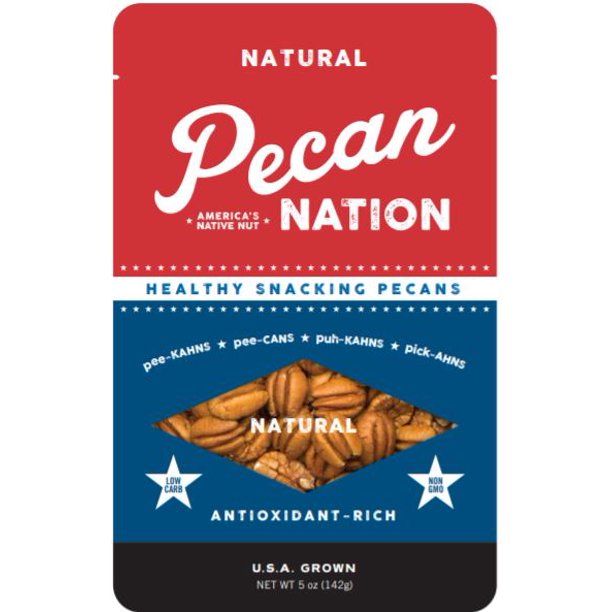 NATURAL
Pecan
★ AMERICA'S
NATIVE NUT ★
NATION
HEALTHY SNACKING PECANS
pee-KAHNS ★ pee-CANS ★ puh-KAHNS ★ pick-AHNS
NATURAL
LOW
CARB
NON
GMO
ANTIOXIDANT-RICH
U.S.A. GROWN
NET WT 5 oz (142g)